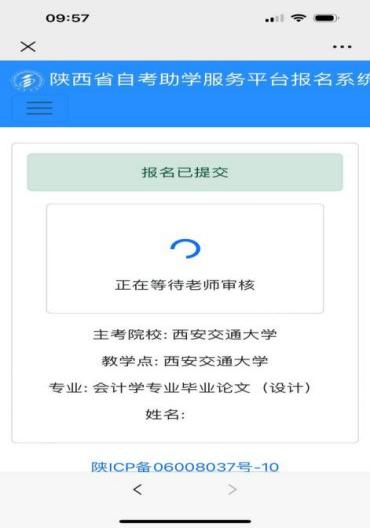 09:57
陕西省自考助学服务平台报名系统
报名已提交
正在等待老师审核
主考院校: 西安交通大学
教学点: 西安交通大学
专业: 会计学专业毕业论文（设计）
姓名:
陕ICP备06008037号-10